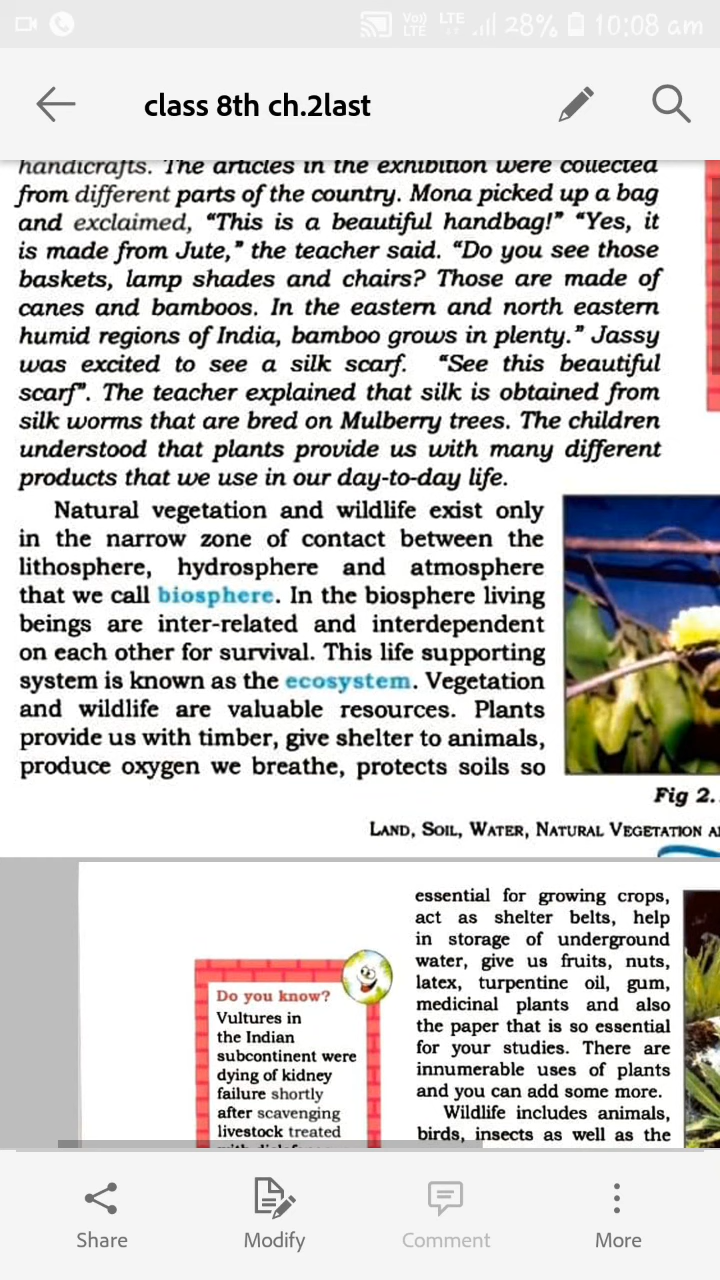 Vo)) LTE LTE 28% 10:08 am
class 8th ch.2last
handicrafts. The articles in the exhibition were collected
from different parts of the country. Mona picked up a bag
and exclaimed, “This is a beautiful handbag!” “Yes, it
is made from Jute,” the teacher said. “Do you see those
baskets, lamp shades and chairs? Those are made of
canes and bamboos. In the eastern and north eastern
humid regions of India, bamboo grows in plenty.” Jassy
was excited to see a silk scarf. “See this beautiful
scarf”. The teacher explained that silk is obtained from
silk worms that are bred on Mulberry trees. The children
understood that plants provide us with many different
products that we use in our day-to-day life.
Natural vegetation and wildlife exist only
in the narrow zone of contact between the
lithosphere, hydrosphere and atmosphere
that we call biosphere. In the biosphere living
beings are inter-related and interdependent
on each other for survival. This life supporting
system is known as the ecosystem. Vegetation
and wildlife are valuable resources. Plants
provide us with timber, give shelter to animals,
produce oxygen we breathe, protects soils so
Fig 2.
LAND, SOIL, WATER, NATURAL VEGETATION
Do you know?
Vultures in
the Indian
subcontinent were
dying of kidney
failure shortly
after scavenging
livestock treated
essential for growing crops,
act as shelter belts, help
in storage of underground
water, give us fruits, nuts,
latex, turpentine oil, gum,
medicinal plants and also
the paper that is so essential
for your studies. There are
innumerable uses of plants
and you can add some more.
Wildlife includes animals,
birds, insects as well as the
Share Modify Comment More